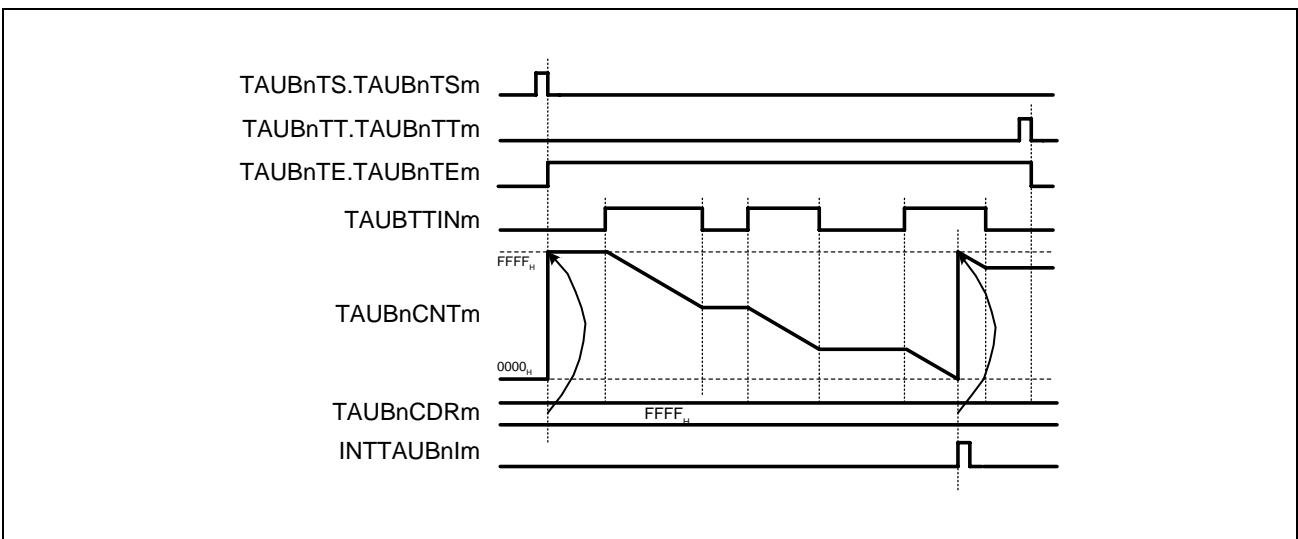 TAUBnTS.TAUBnTSm
TAUBnTT.TAUBnTTm
TAUBnTE.TAUBnTEm
TAUBTTINm
FFFFH
TAUBnCNTm
0000H
TAUBnCDRm FFFFH
INTTAUBnIm